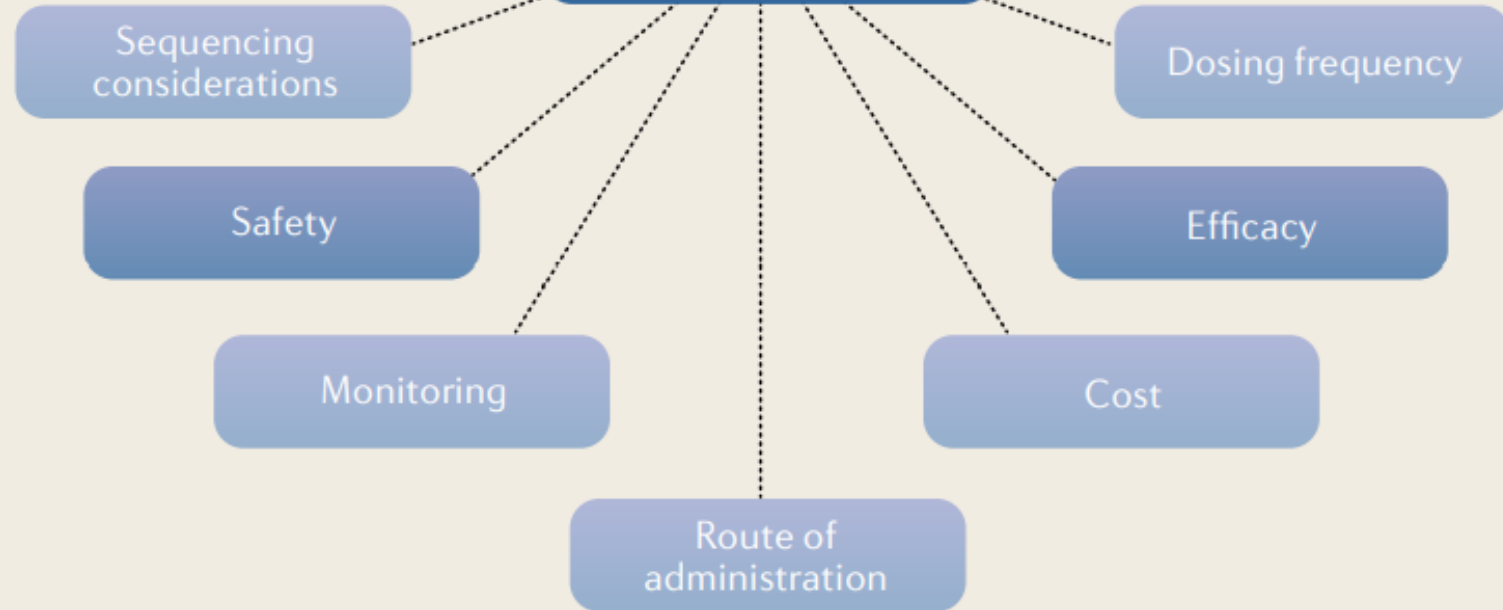 Sequencing
considerations
Dosing frequency
Safety
Efficacy
Monitoring
Cost
Route of
administration